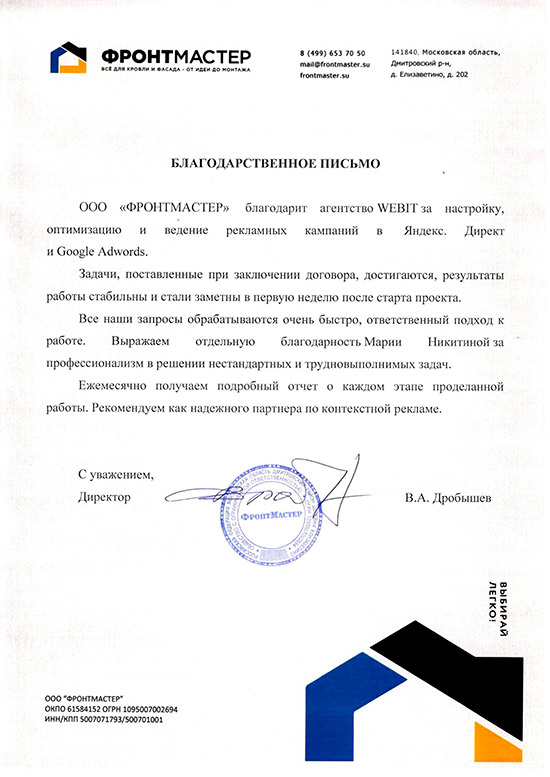 ФРОНТМАСТЕР
ВСЁ ДЛЯ КРОВЛИ И ФАСАДА - ОТ ИДЕИ ДО МОНТАЖА
8 (499) 653 70 50
mail@frontmaster.su
frontmaster.su
141840, Московская область,
Дмитровский р-н,
д. Елизаветино, д. 202
БЛАГОДАРСТВЕННОЕ ПИСЬМО
ООО «ФРОНТМАСТЕР» благодарит агентство WEBIT за настройку,
оптимизацию и ведение рекламных кампаний в Яндекс. Директ
и Google Adwords.
Задачи, поставленные при заключении договора, достигаются, результаты
работы стабильны и стали заметны в первую неделю после старта проекта.
Все наши запросы обрабатываются очень быстро, ответственный подход к
работе. Выражаем отдельную благодарность Марии Никитиной за
профессионализм в решении нестандартных и трудновыполнимых задач.
Ежемесячно получаем подробный отчет о каждом этапе проделанной
работы. Рекомендуем как надежного партнера по контекстной рекламе.
С уважением,
Директор
В.А. Дробышев
ФРОНТМАСТЕР
ВЫБИРАЙ
ЛЕГКО!
ООО "ФРОНТМАСТЕР"
ОКПО 61584152 ОГРН 1095007002694
ИНН/КПП 5007071793/500701001